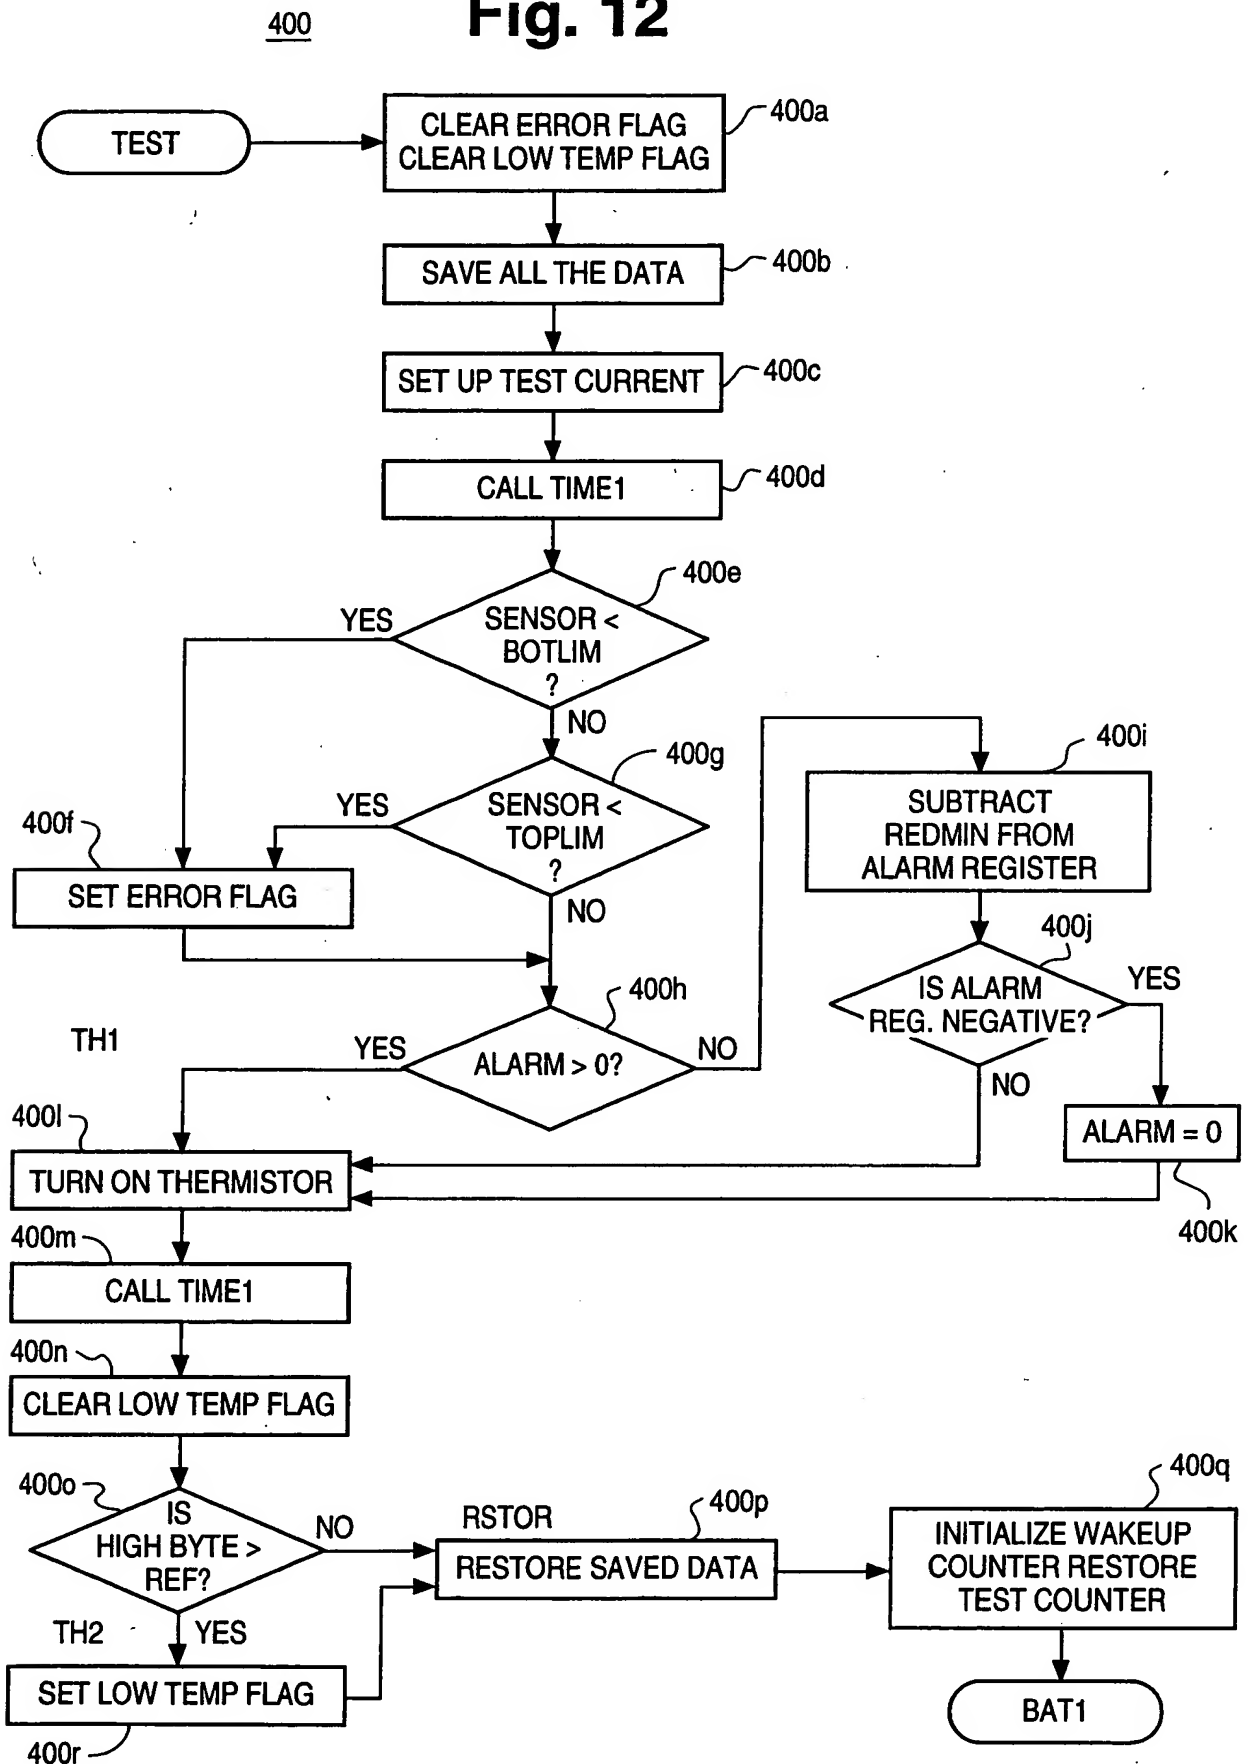 400
Fig. 12
TEST
CLEAR ERROR FLAG
CLEAR LOW TEMP FLAG
400a
SAVE ALL THE DATA
400b
SET UP TEST CURRENT
400c
CALL TIME1
400d
400e
SENSOR <
BOTLIM
?
YES
NO
400g
SENSOR <
TOPLIM
?
YES
NO
400f
SET ERROR FLAG
400h
ALARM > 0?
YES
NO
400i
SUBTRACT
REDMIN FROM
ALARM REGISTER
400j
IS ALARM
REG. NEGATIVE?
YES
NO
ALARM = 0
400k
TH1
400l
TURN ON THERMISTOR
400m
CALL TIME1
400n
CLEAR LOW TEMP FLAG
400o
IS
HIGH BYTE >
REF?
NO
YES
TH2
SET LOW TEMP FLAG
400r
RSTOR
400p
RESTORE SAVED DATA
400q
INITIALIZE WAKEUP
COUNTER RESTORE
TEST COUNTER
BAT1